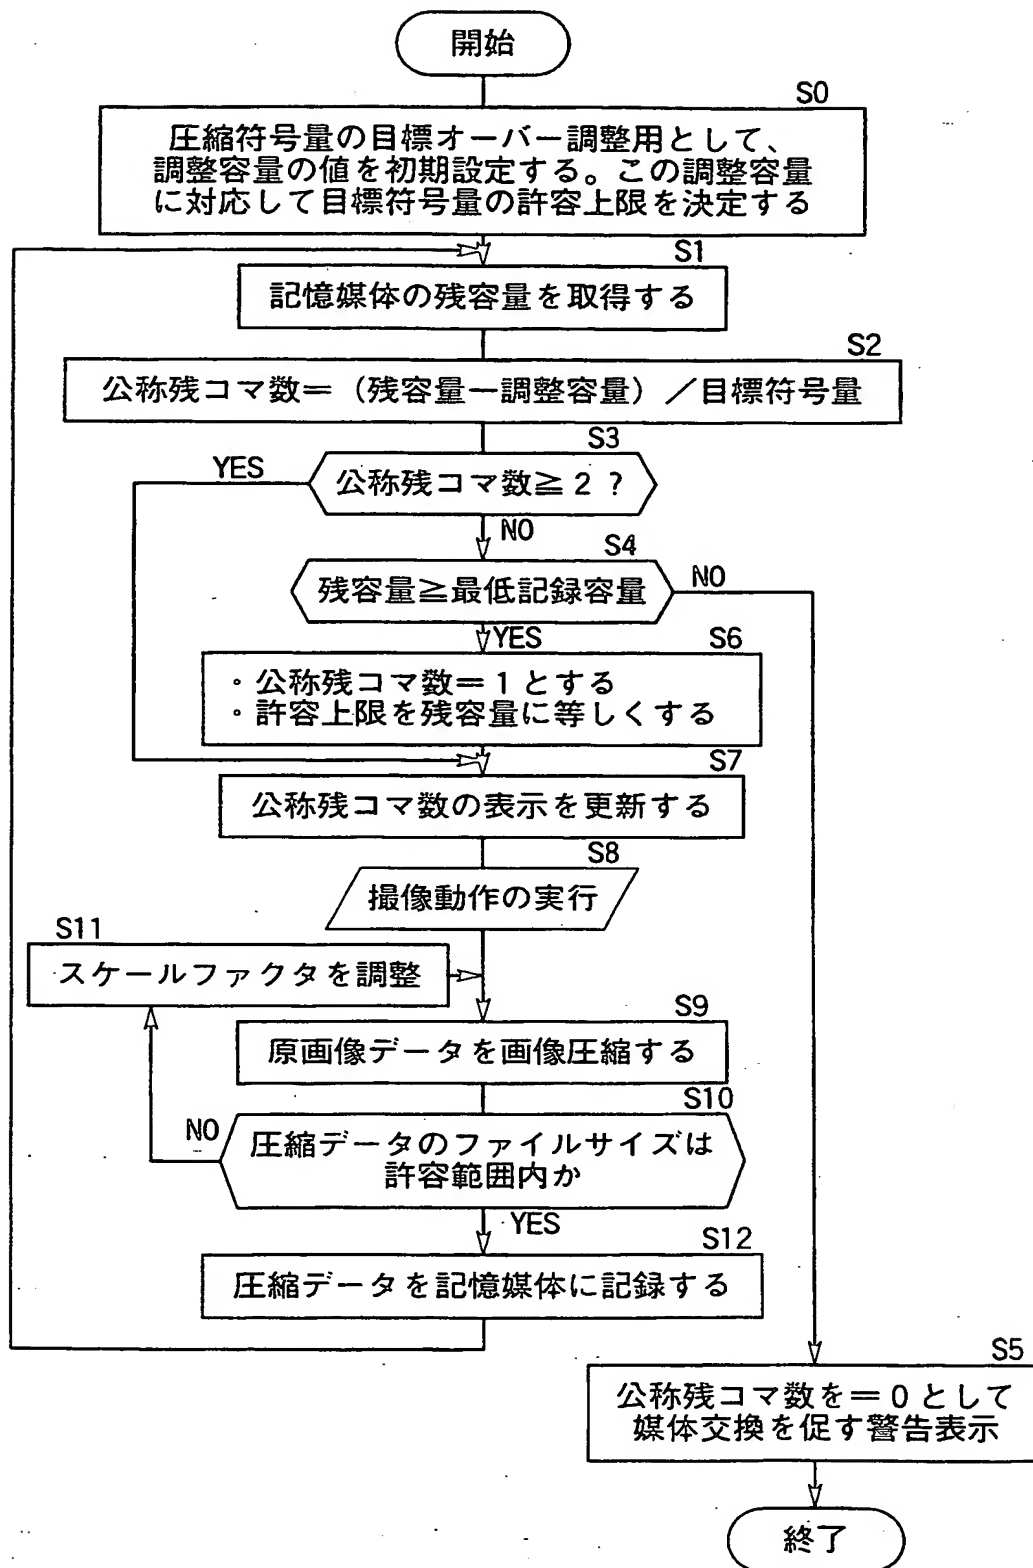 開始
S0
圧縮符号量の目標オーバー調整用として、
調整容量の値を初期設定する。この調整容量
に対応して目標符号量の許容上限を決定する
S1
記憶媒体の残容量を取得する
S2
公称残コマ数=(残容量ー調整容量)/目標符号量
S3
YES
公称残コマ数≧2?
NO
S4
残容量≧最低記録容量
NO
YES
S6
・公称残コマ数=1とする
・許容上限を残容量に等しくする
S7
公称残コマ数の表示を更新する
S8
撮像動作の実行
S11
スケールファクタを調整
S9
原画像データを画像圧縮する
S10
NO
圧縮データのファイルサイズは
許容範囲内か
YES
S12
圧縮データを記憶媒体に記録する
S5
公称残コマ数を=0として
媒体交換を促す警告表示
終了